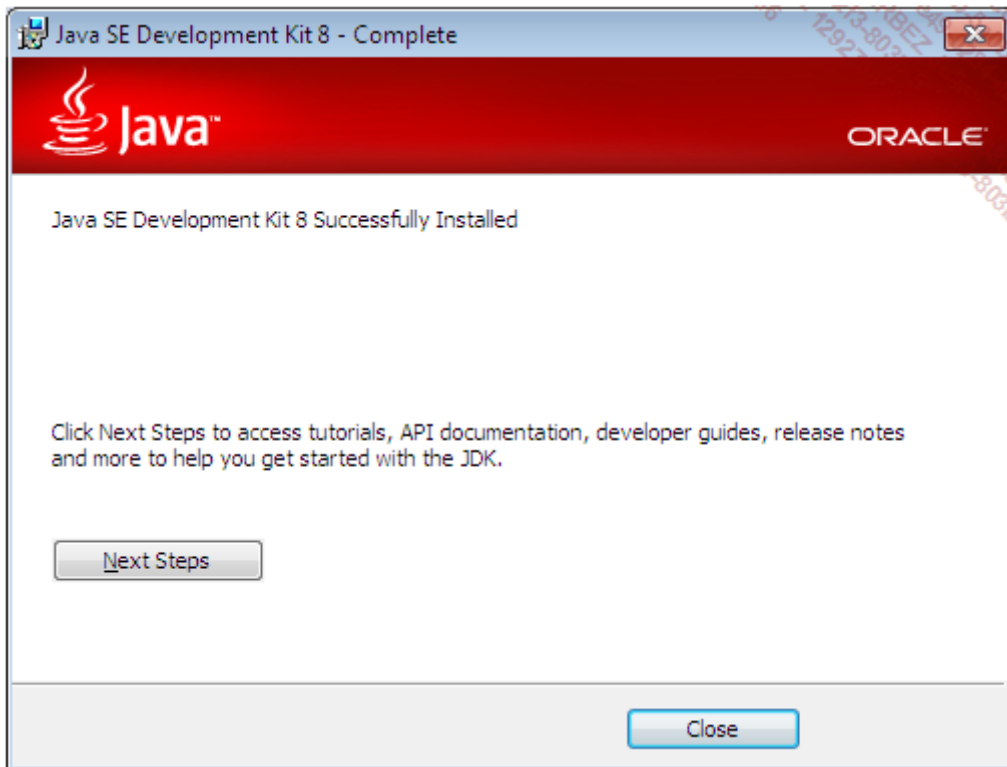 Java SE Development Kit 8 - Complete
Java™
ORACLE
Java SE Development Kit 8 Successfully Installed
Click Next Steps to access tutorials, API documentation, developer guides, release notes
and more to help you get started with the JDK.
Next Steps
Close